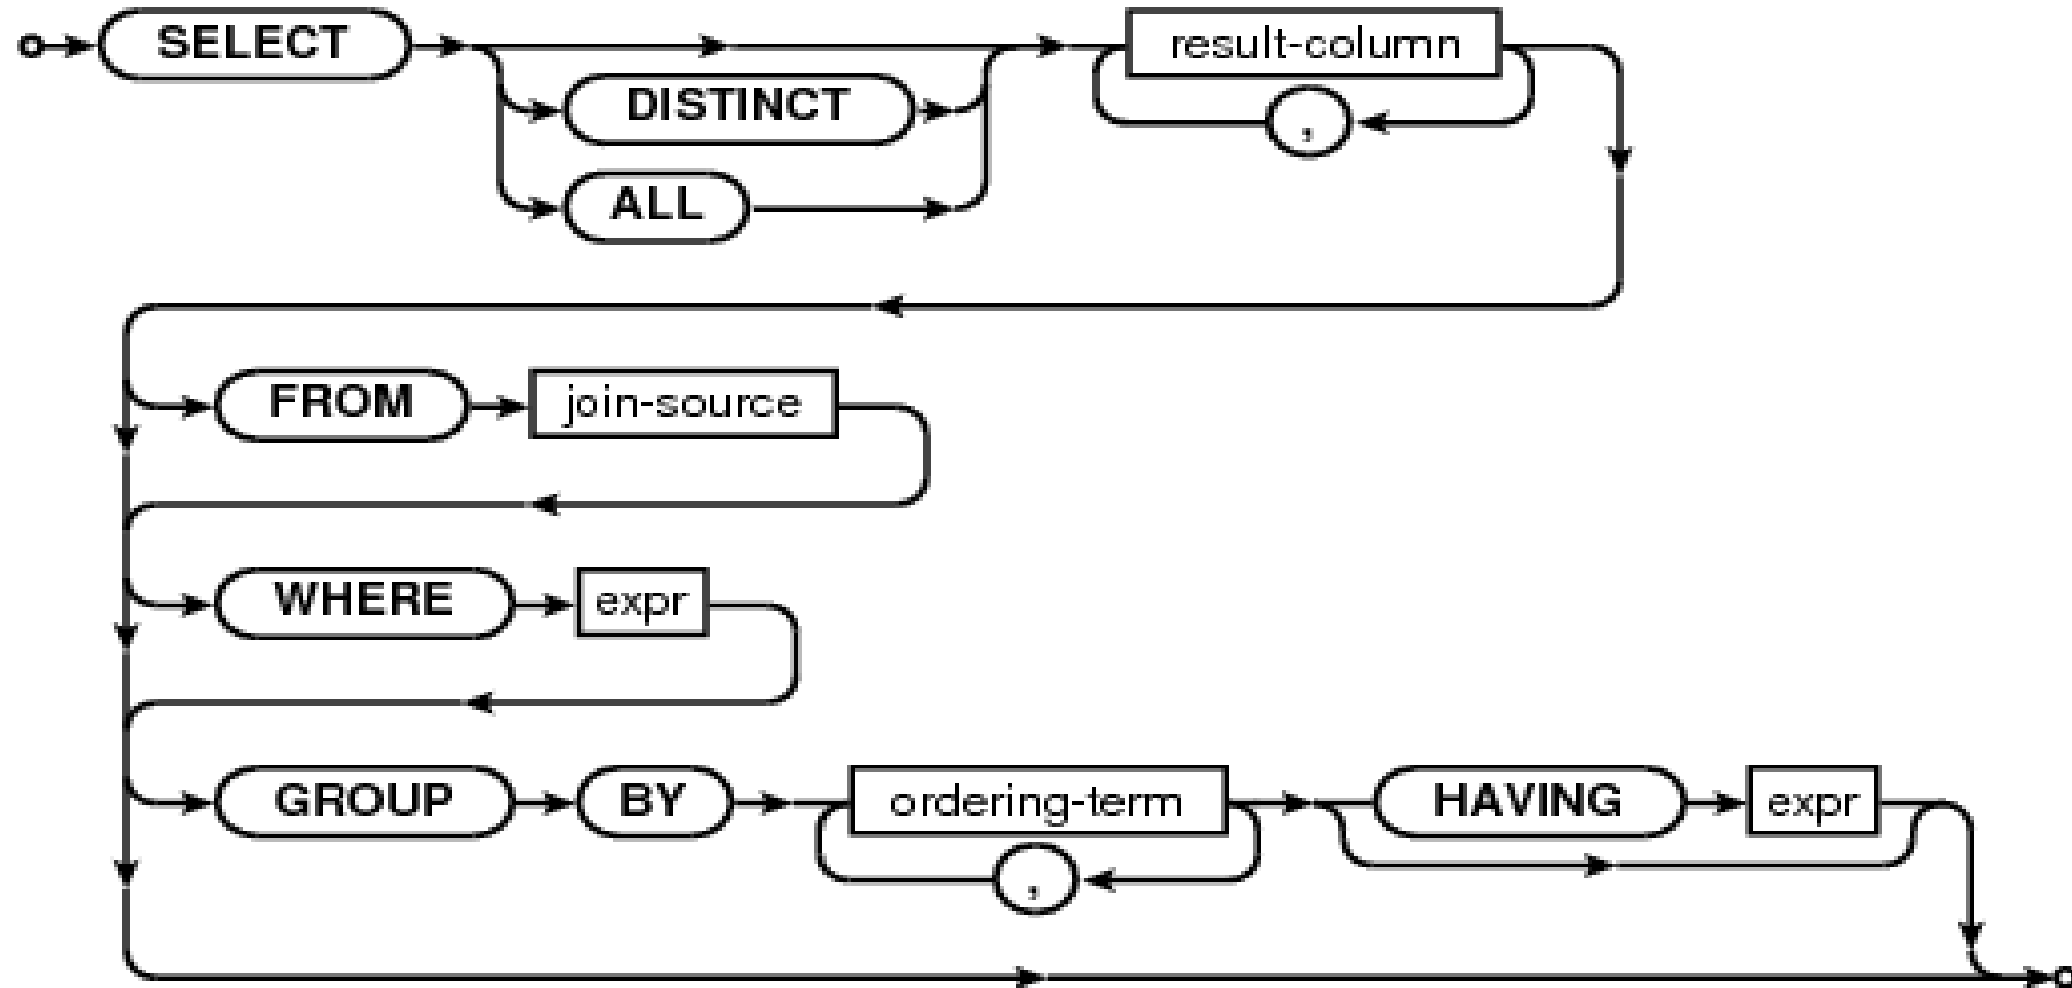 SELECT result-column
DISTINCT
,
ALL
FROM join-source
WHERE expr
GROUP BY ordering-term HAVING expr
,